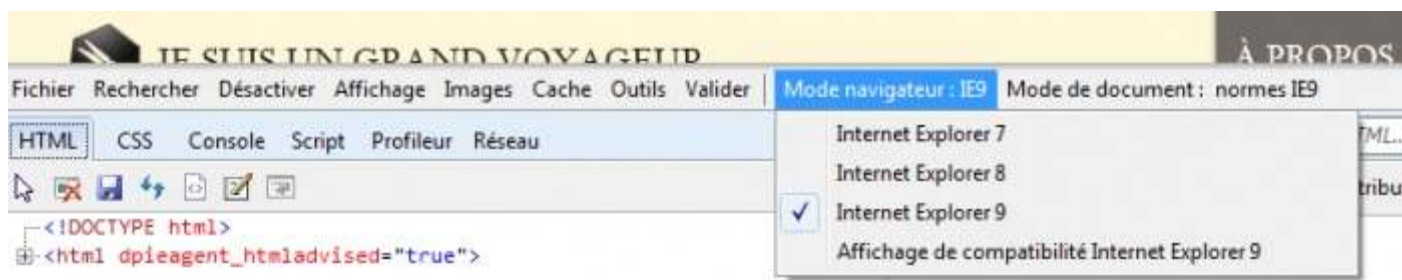 JE SUIS UN GRAND VOYAGEUR
À PROPOS
Fichier Rechercher Désactiver Affichage Images Cache Outils Valider Mode navigateur : IE9 Mode de document : normes IE9
HTML CSS Console Script Profileur Réseau
Internet Explorer 7
Internet Explorer 8
Internet Explorer 9
Affichage de compatibilité Internet Explorer 9
<!DOCTYPE html>
<html dpieagent_htmladvised="true">